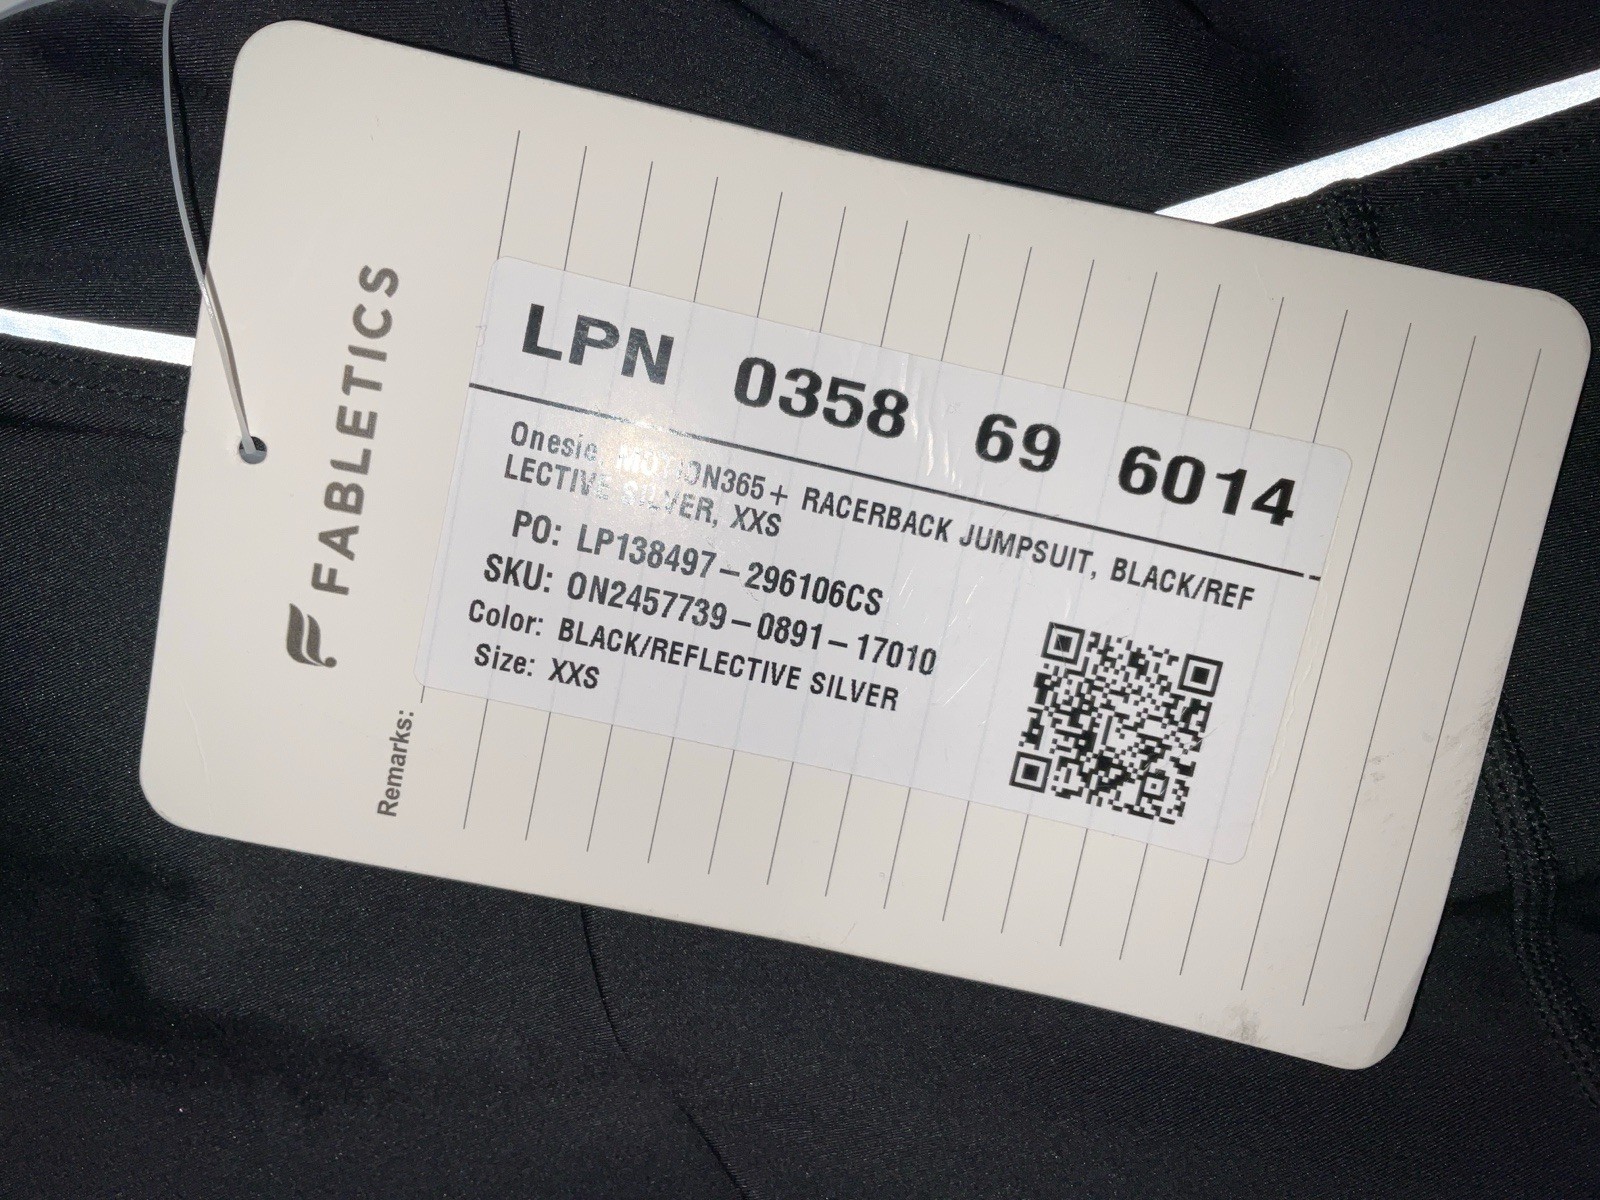 FABLETICS
Remarks:
LPN 0358 69 6014
Onesie, MOTION365+ RACERBACK JUMPSUIT, BLACK/REF
LECTIVE SILVER, XXS
PO: LP138497-296106CS
SKU: ON2457739-0891-17010
Color: BLACK/REFLECTIVE SILVER
Size: XXS